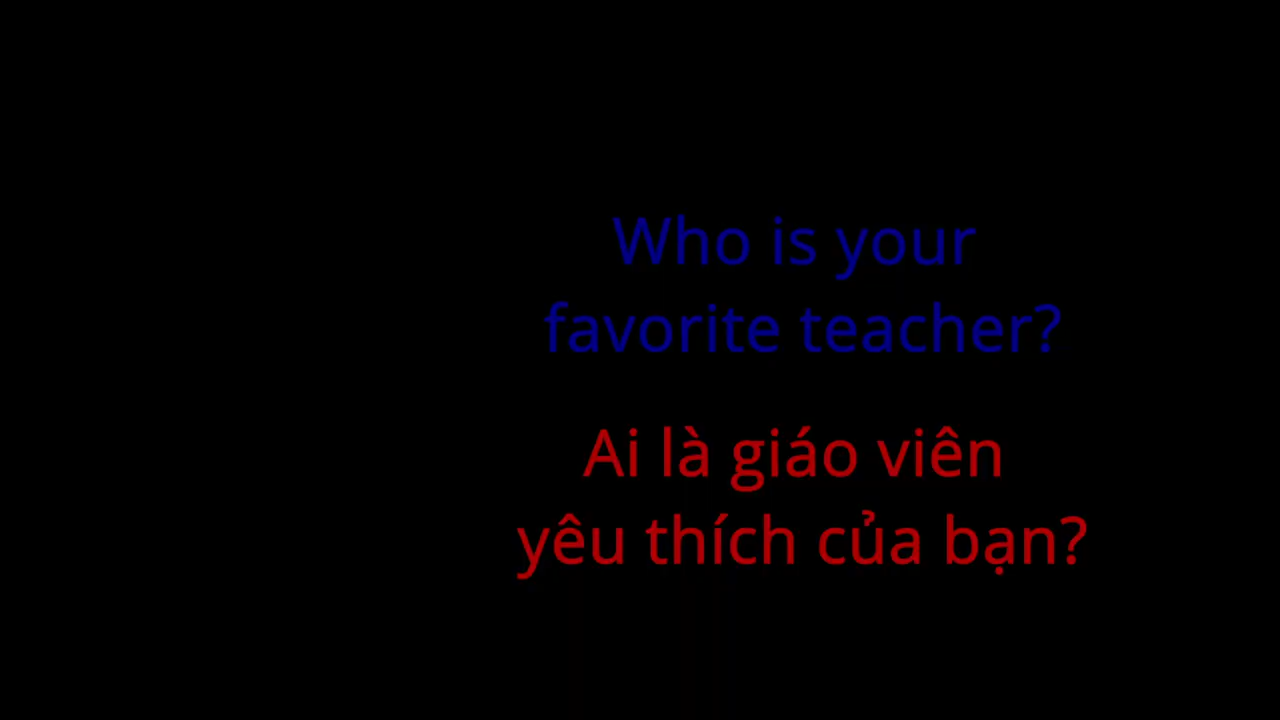 Who is your
favorite teacher?
Ai là giáo viên
yêu thích của bạn?